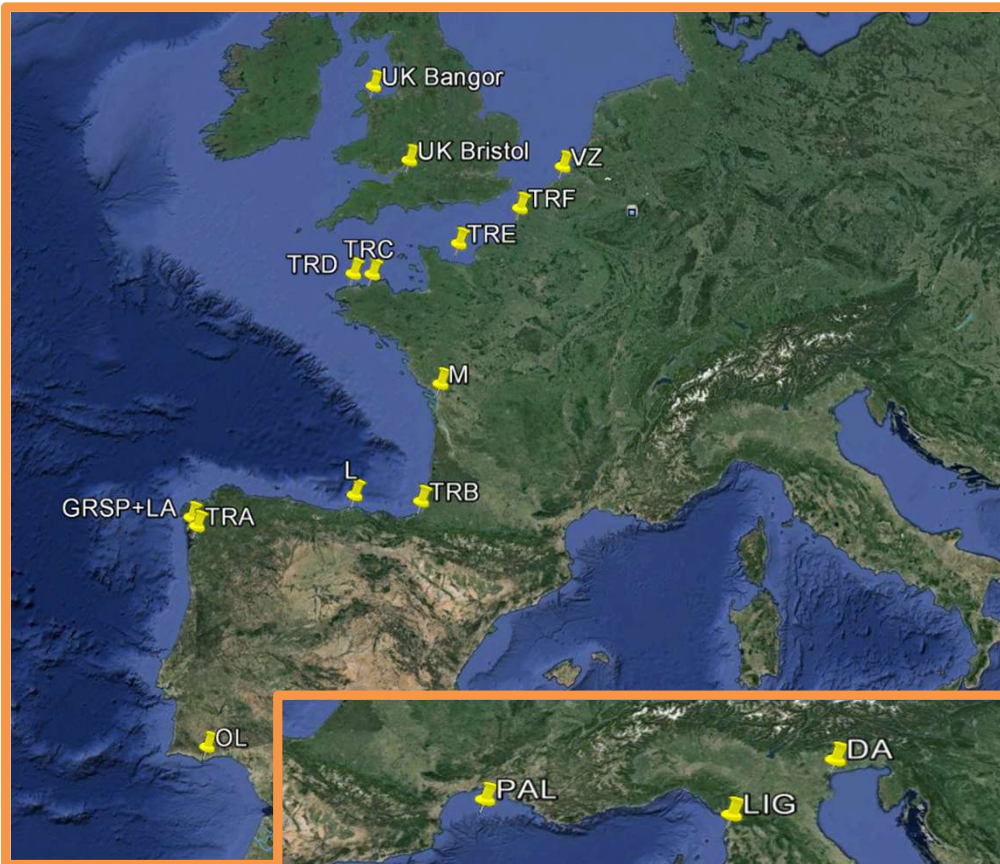 UK Bangor
UK Bristol
VZ
TRF
TRE
TRC
TRD
M
L
TRB
GRSP+LA
TRA
OL
DA
PAL
LIG